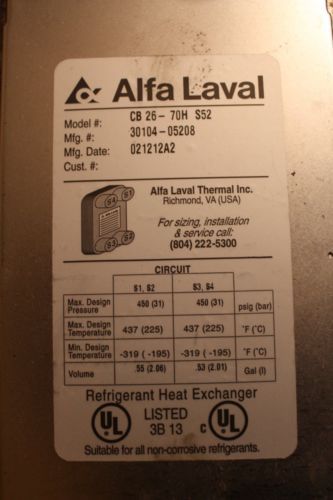 Alfa Laval
Model #: CB 26- 70H S52
Mfg. #: 30104-05208
Mfg. Date: 021212A2
Cust. #:
S4 S1
S3 S2
Alfa Laval Thermal Inc.
Richmond, VA (USA)
For sizing, installation
& service call:
(804) 222-5300
CIRCUIT
S1, S2 S3, S4
Max. Design Pressure 450 (31) 450 (31) psig (bar)
Max. Design Temperature 437 (225) 437 (225) °F (°C)
Min. Design Temperature -319 ( -195) -319 ( -195) °F (°C)
Volume .55 (2.06) .53 (2.01) Gal (l)
Refrigerant Heat Exchanger
UL LISTED c UL
3B 13
Suitable for all non-corrosive refrigerants.